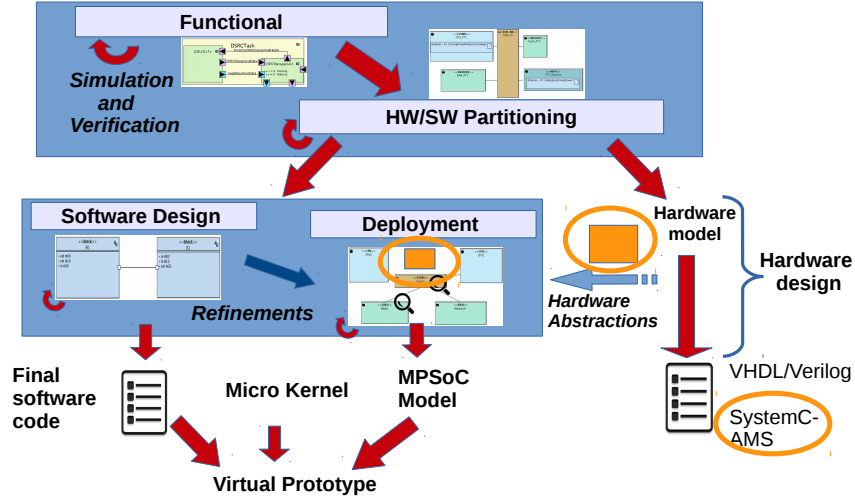 Functional
DSRCTask
Simulation
and
Verification
HW/SW Partitioning
Software Design
Deployment
Refinements
Hardware
model
Hardware
design
Hardware
Abstractions
Final
software
code
Micro Kernel
MPSoC
Model
VHDL/Verilog
SystemC-
AMS
Virtual Prototype